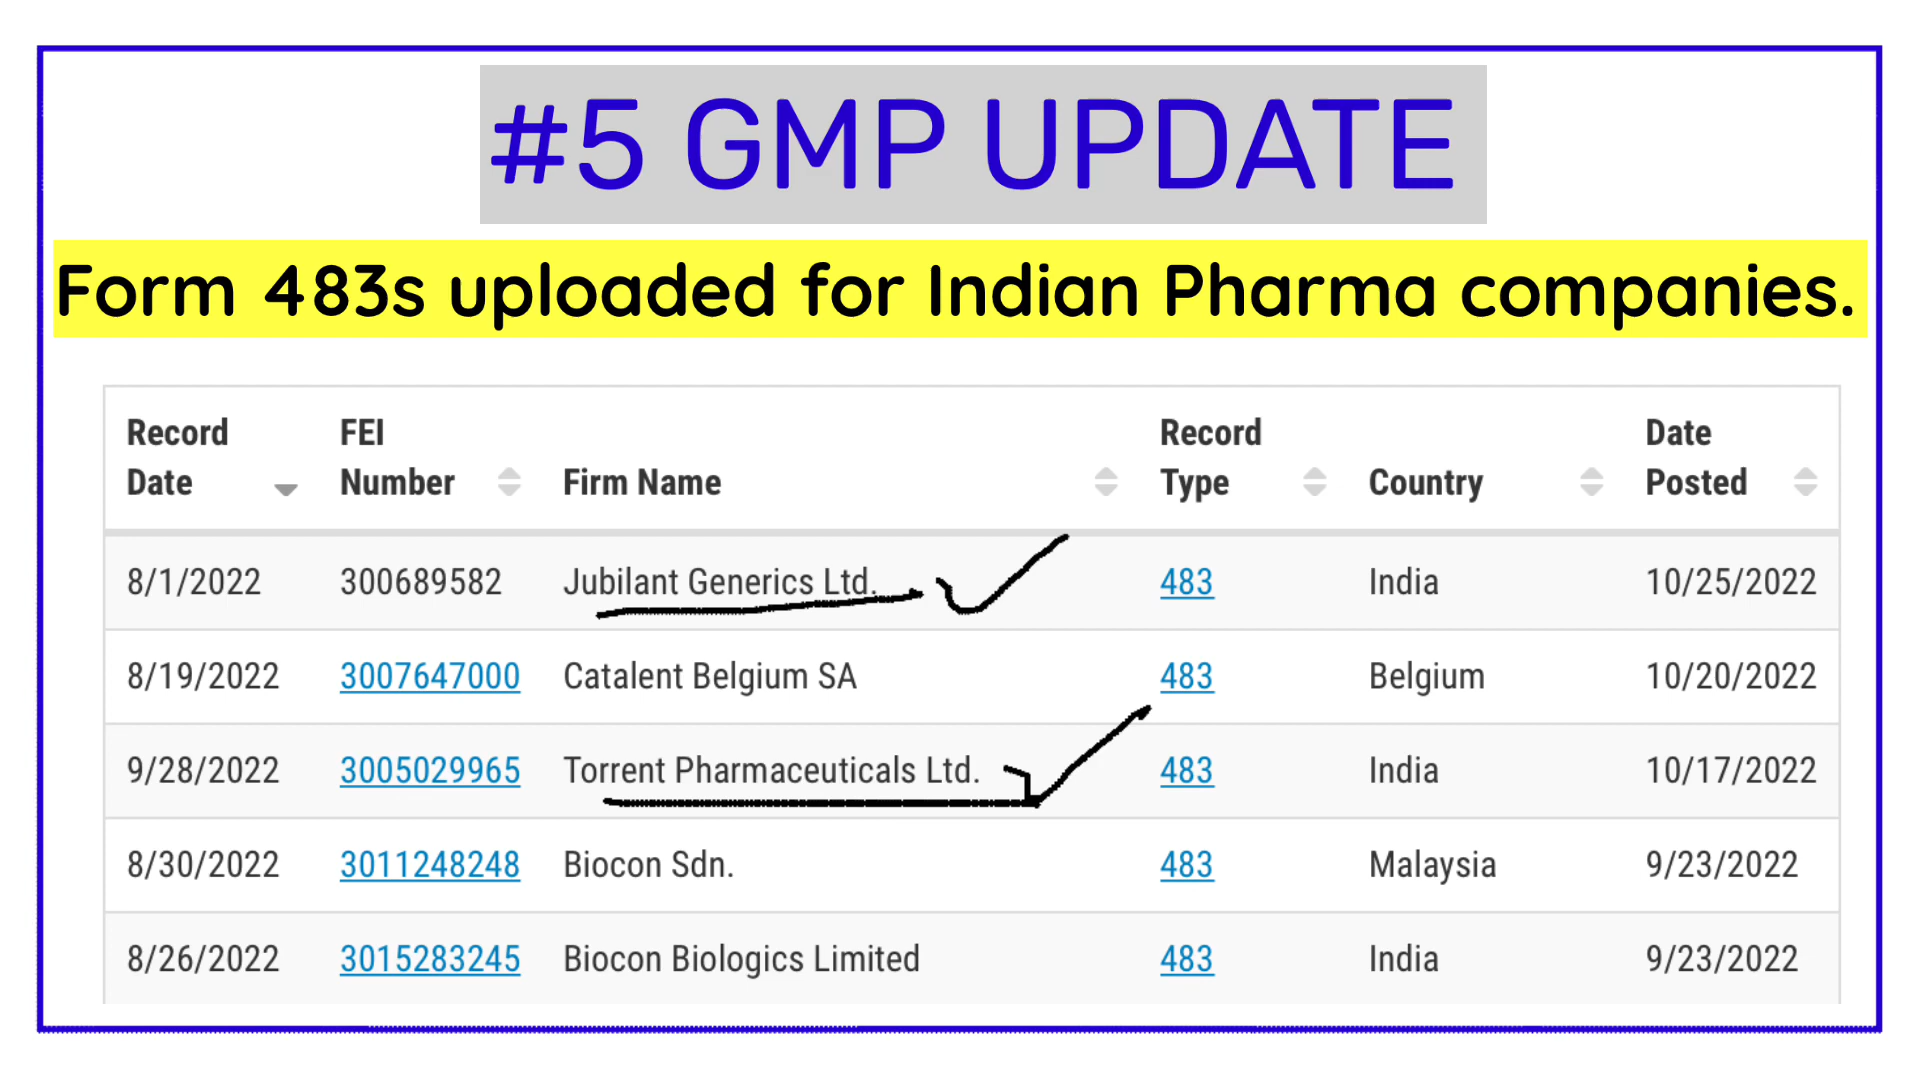 #5 GMP UPDATE
Form 483s uploaded for Indian Pharma companies.
Record Date FEI Number Firm Name Record Type Country Date Posted
8/1/2022 300689582 Jubilant Generics Ltd. 483 India 10/25/2022
8/19/2022 3007647000 Catalent Belgium SA 483 Belgium 10/20/2022
9/28/2022 3005029965 Torrent Pharmaceuticals Ltd. 483 India 10/17/2022
8/30/2022 3011248248 Biocon Sdn. 483 Malaysia 9/23/2022
8/26/2022 3015283245 Biocon Biologics Limited 483 India 9/23/2022